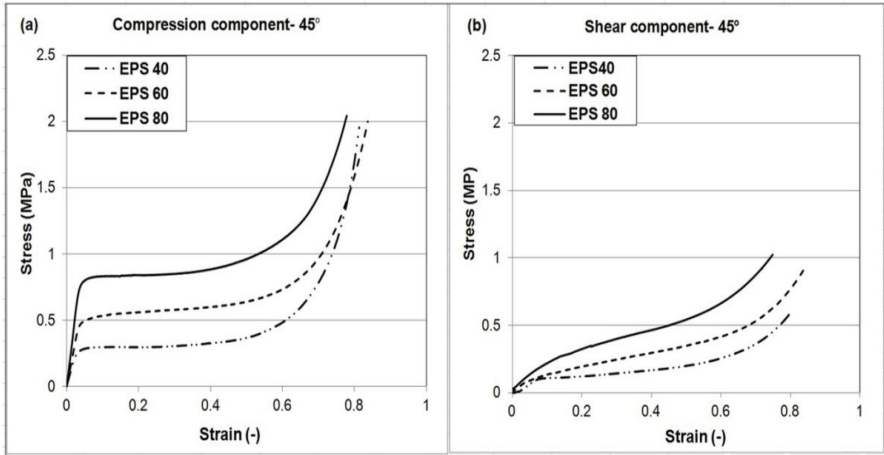 (a) Compression component- 45°
2.5
EPS 40
EPS 60
EPS 80
2
1.5
1
0.5
0
Stress (MPa)
0 0.2 0.4 0.6 0.8 1
Strain (-)
(b) Shear component- 45°
2.5
EPS40
EPS 60
EPS 80
2
1.5
1
0.5
0
Stress (MP)
0 0.2 0.4 0.6 0.8 1
Strain (-)